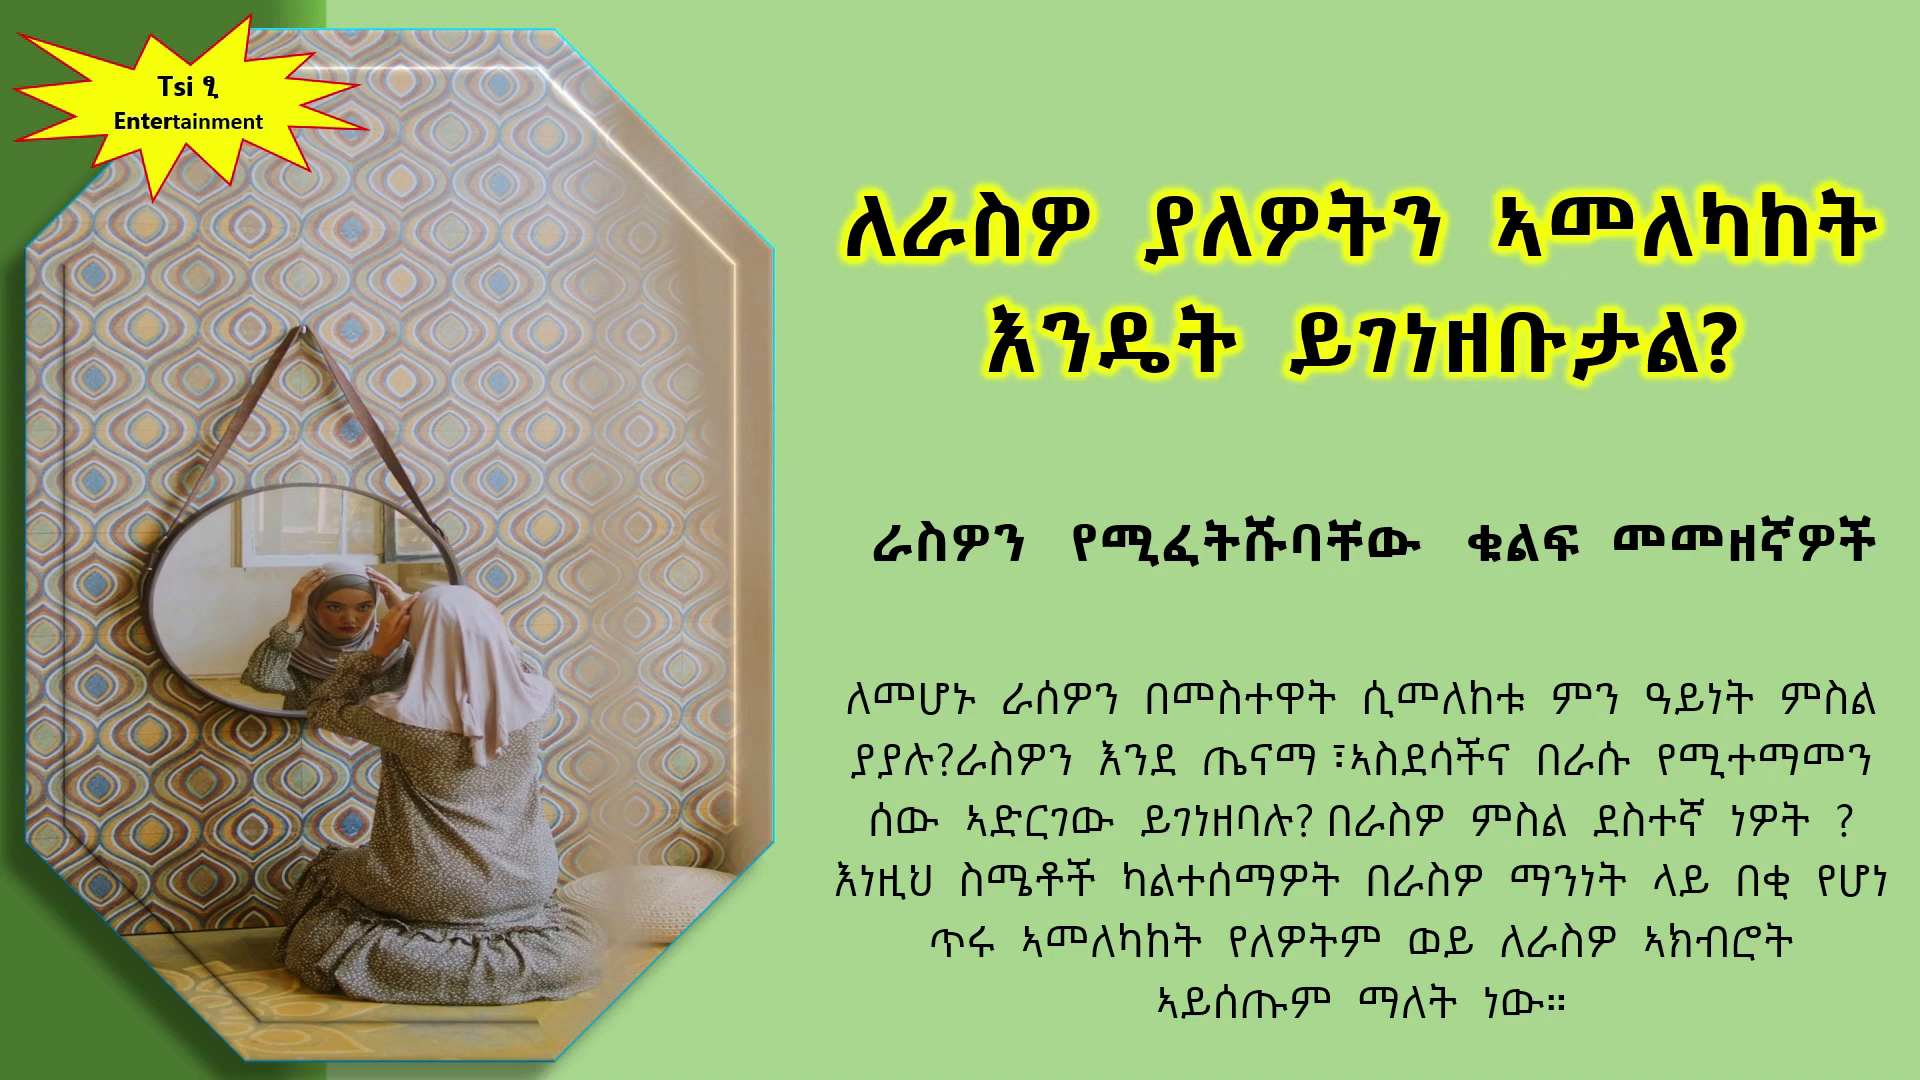 Tsi ፂ
Entertainment
ለራስዎ ያለዎትን ኣመለካከት
እንዴት ይገነዘቡታል?
ራስዎን የሚፈትሹባቸው ቁልፍ መመዘኛዎች
ለመሆኑ ራሰዎን በመስተዋት ሲመለከቱ ምን ዓይነት ምስል
ያያሉ?ራስዎን እንደ ጤናማ ፣ኣስደሳችና በራሱ የሚተማመን
ሰው ኣድርገው ይገነዘባሉ? በራስዎ ምስል ደስተኛ ነዎት ?
እነዚህ ስሜቶች ካልተሰማዎት በራስዎ ማንነት ላይ በቂ የሆነ
ጥሩ ኣመለካከት የለዎትም ወይ ለራስዎ ኣክብሮት
ኣይሰጡም ማለት ነው።